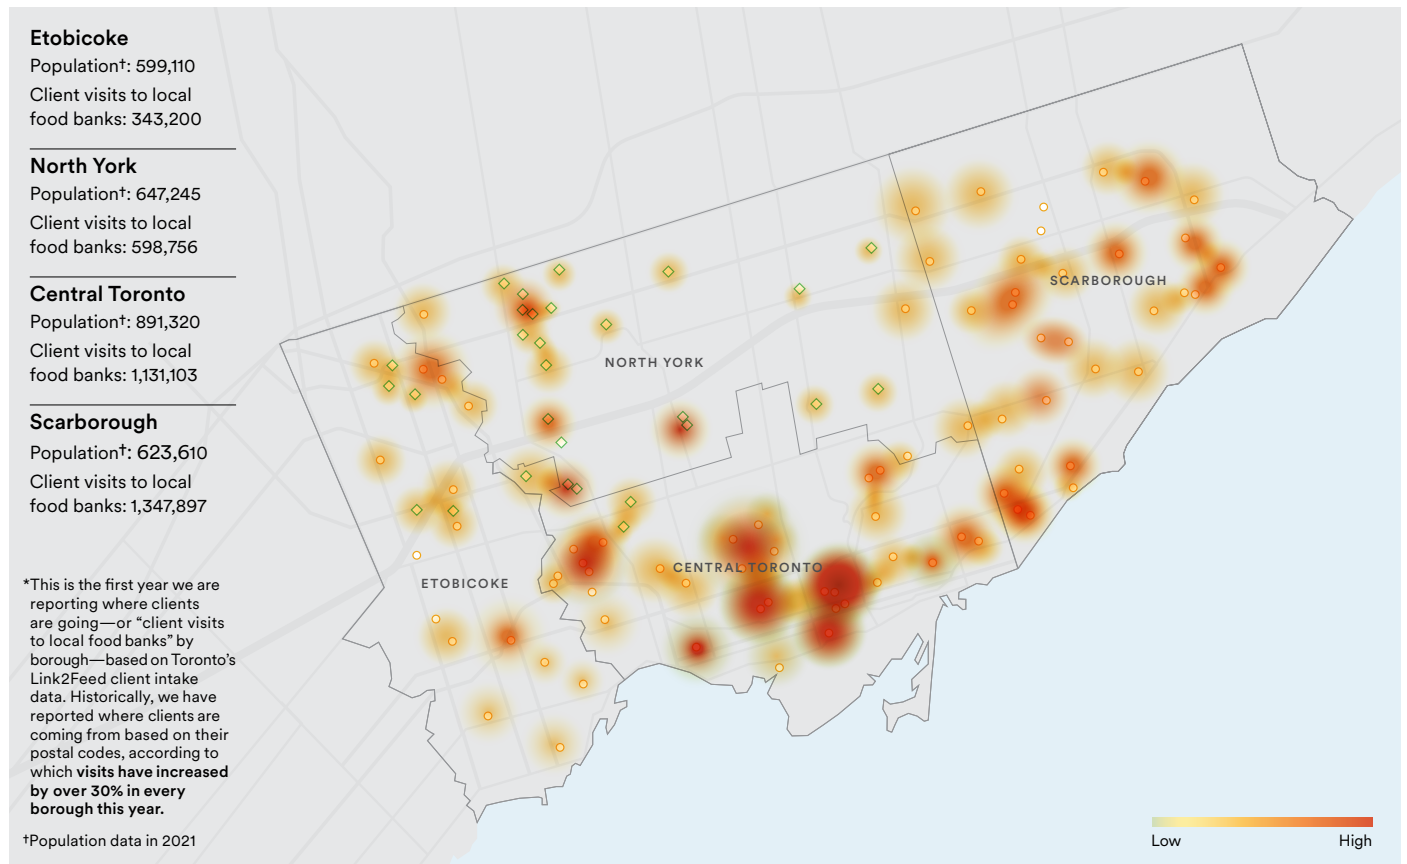 Etobicoke
Population†: 599,110
Client visits to local
food banks: 343,200
North York
Population†: 647,245
Client visits to local
food banks: 598,756
Central Toronto
Population†: 891,320
Client visits to local
food banks: 1,131,103
Scarborough
Population†: 623,610
Client visits to local
food banks: 1,347,897
*This is the first year we are
reporting where clients
are going—or “client visits
to local food banks” by
borough—based on Toronto’s
Link2Feed client intake
data. Historically, we have
reported where clients are
coming from based on their
postal codes, according to
which visits have increased
by over 30% in every
borough this year.
†Population data in 2021
SCARBOROUGH
NORTH YORK
CENTRAL TORONTO
ETOBICOKE
Low High